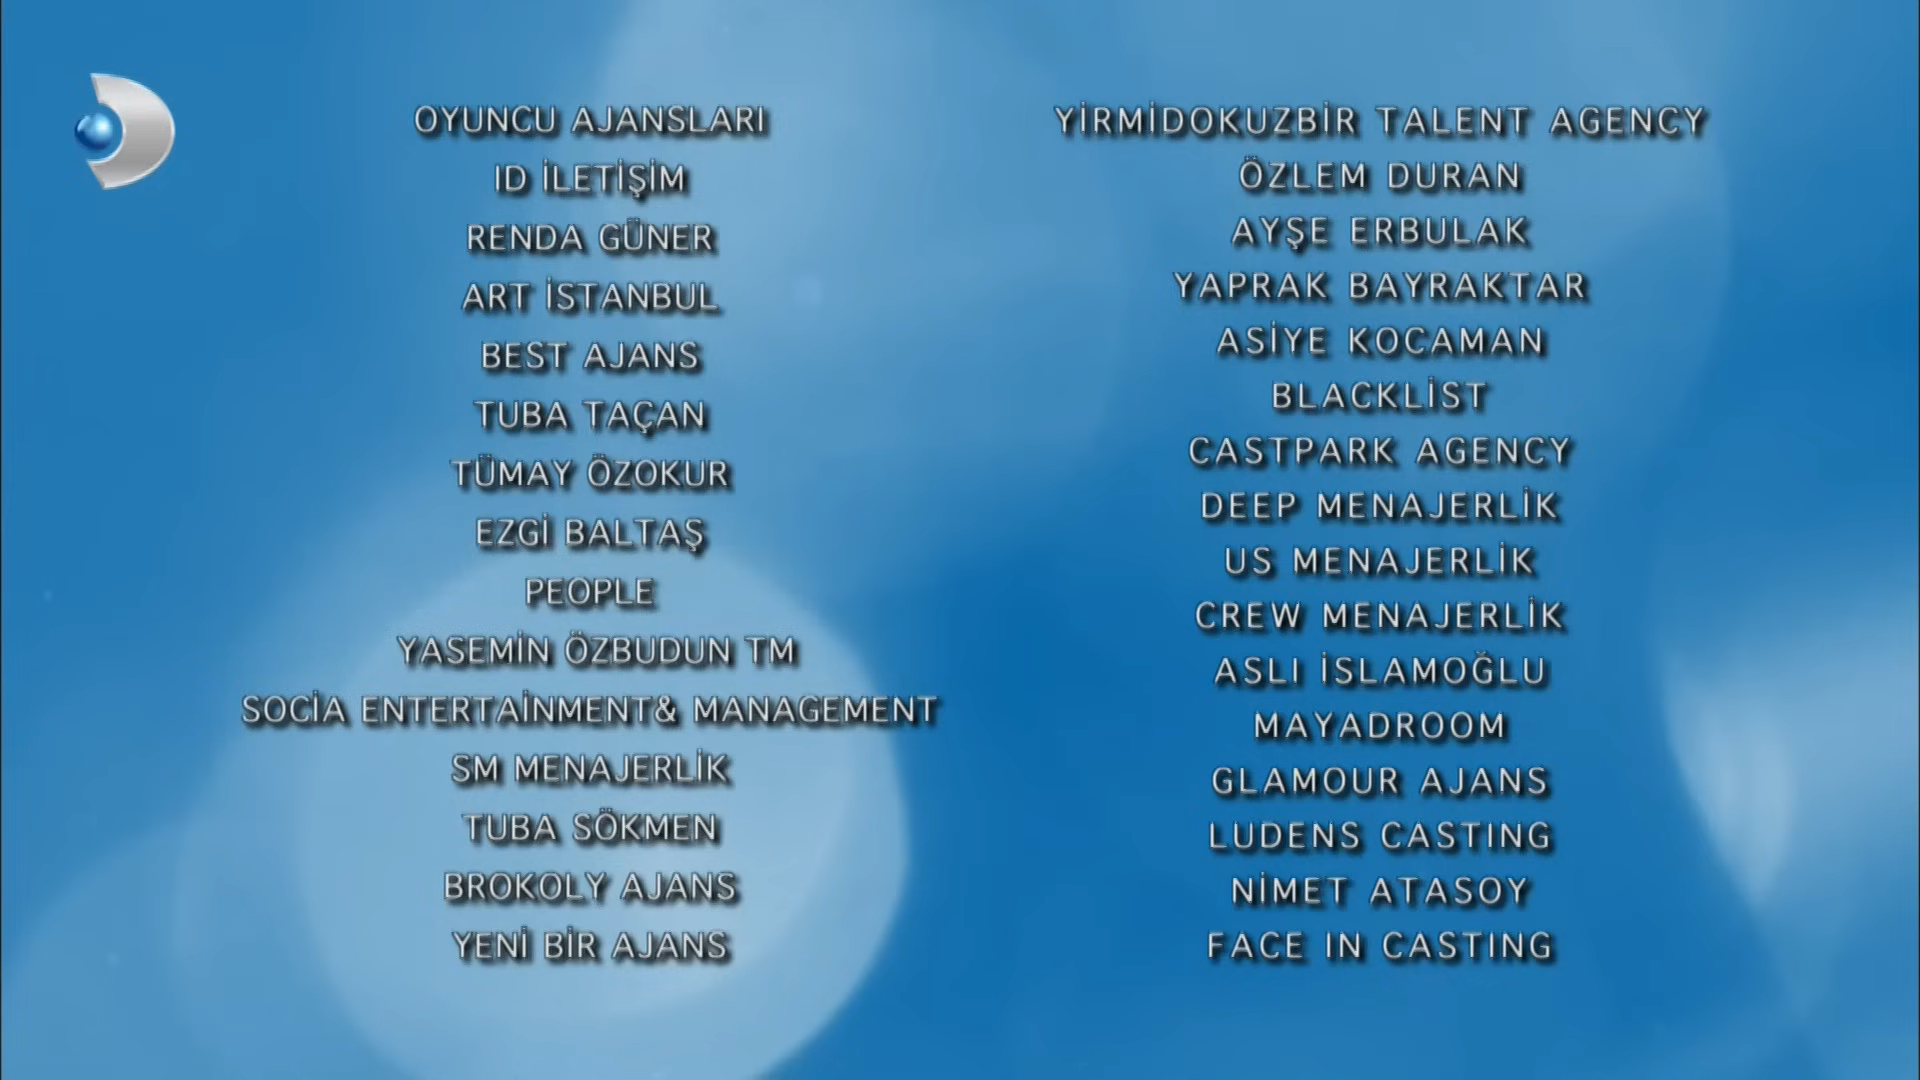 OYUNCU AJANSLARI
ID İLETİŞİM
RENDA GÜNER
ART İSTANBUL
BEST AJANS
TUBA TAÇAN
TÜMAY ÖZOKUR
EZGİ BALTAŞ
PEOPLE
YASEMİN ÖZBUDUN TM
SOCİA ENTERTAİNMENT& MANAGEMENT
SM MENAJERLİK
TUBA SÖKMEN
BROKOLY AJANS
YENİ BİR AJANS
YİRMİDOKUZBİR TALENT AGENCY
ÖZLEM DURAN
AYŞE ERBULAK
YAPRAK BAYRAKTAR
ASİYE KOCAMAN
BLACKLİST
CASTPARK AGENCY
DEEP MENAJERLİK
US MENAJERLİK
CREW MENAJERLİK
ASLI İSLAMOĞLU
MAYADROOM
GLAMOUR AJANS
LUDENS CASTING
NİMET ATASOY
FACE IN CASTING